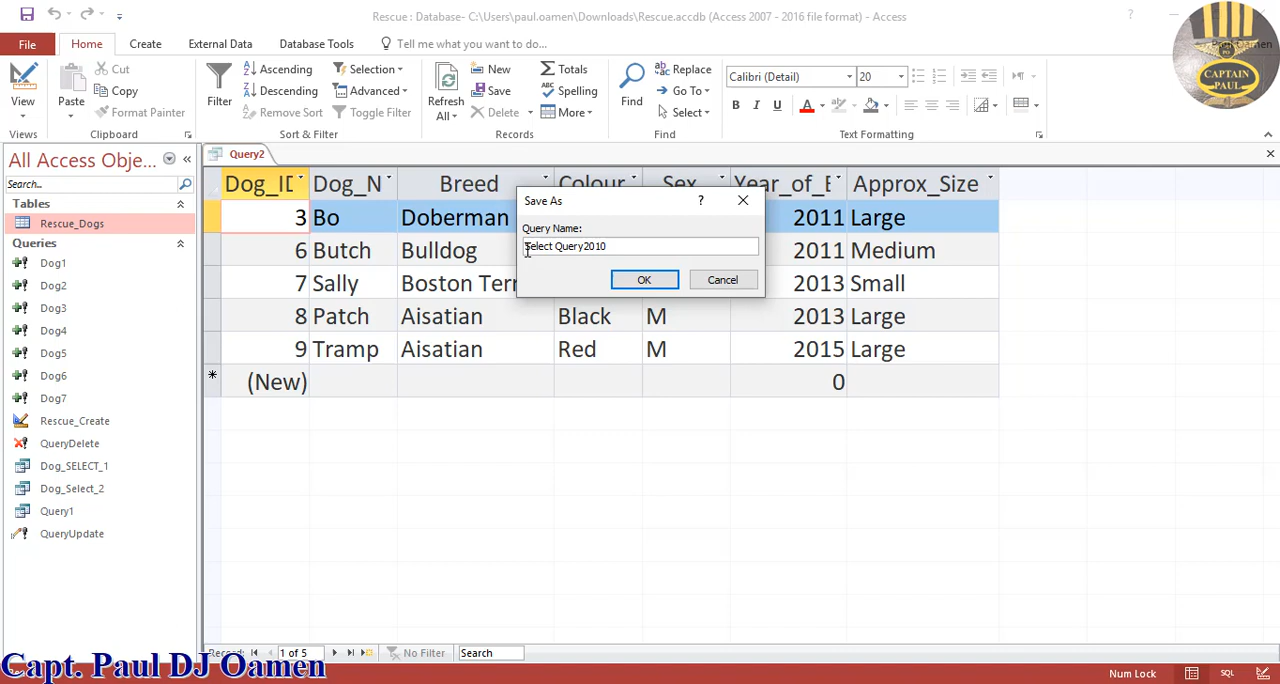 Rescue : Database- C:\Users\paul.oamen\Downloads\Rescue.accdb (Access 2007 - 2016 file format) - Access
File Home Create External Data Database Tools Tell me what you want to do...
View
Views
Paste
Cut
Copy
Format Painter
Clipboard
Filter
Ascending
Descending
Remove Sort
Selection
Advanced
Toggle Filter
Sort & Filter
Refresh All
New
Save
Delete
Totals
Spelling
More
Records
Find
Replace
Go To
Select
Find
Calibri (Detail) 20
B I U A
Text Formatting
CAPTAIN
PAUL
All Access Obje...
Search...
Tables
Rescue_Dogs
Queries
Dog1
Dog2
Dog3
Dog4
Dog5
Dog6
Dog7
Rescue_Create
QueryDelete
Dog_SELECT_1
Dog_Select_2
Query1
QueryUpdate
Query2
Dog_ID Dog_N Breed Colour Sex Year_of_B Approx_Size
3 Bo Doberman 2011 Large
6 Butch Bulldog 2011 Medium
7 Sally Boston Terr 2013 Small
8 Patch Aisatian Black M 2013 Large
9 Tramp Aisatian Red M 2015 Large
(New) 0
Save As
Query Name:
Select Query2010
OK Cancel
Record: 1 of 5 No Filter Search
Capt. Paul DJ Oamen
Num Lock SQL